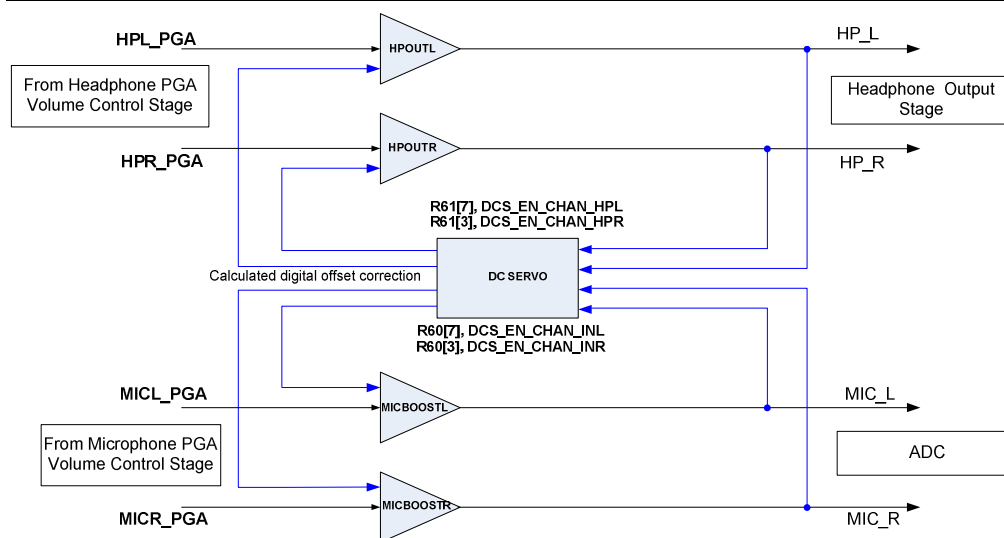 HPL_PGA
HPOUTL
HP_L
From Headphone PGA
Volume Control Stage
Headphone Output
Stage
HPOUTR
HPR_PGA
HP_R
R61[7], DCS_EN_CHAN_HPL
R61[3], DCS_EN_CHAN_HPR
Calculated digital offset correction
DC SERVO
R60[7], DCS_EN_CHAN_INL
R60[3], DCS_EN_CHAN_INR
MICL_PGA
MICBOOSTL
MIC_L
From Microphone PGA
Volume Control Stage
ADC
MICBOOSTR
MICR_PGA
MIC_R